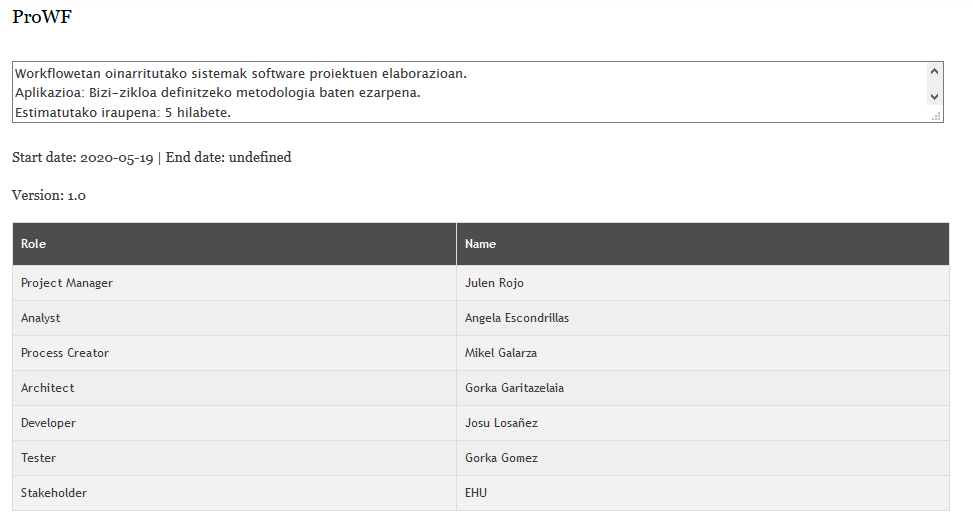 ProWF
Workflowetan oinarritutako sistemak software proiektuen elaborazioan.
Aplikazioa: Bizi-zikloa definitzeko metodologia baten ezarpena.
Estimatutako iraupena: 5 hilabete.
Start date: 2020-05-19 | End date: undefined
Version: 1.0
Role Name
Project Manager Julen Rojo
Analyst Angela Escondrillas
Process Creator Mikel Galarza
Architect Gorka Garitazelaia
Developer Josu Losañez
Tester Gorka Gomez
Stakeholder EHU